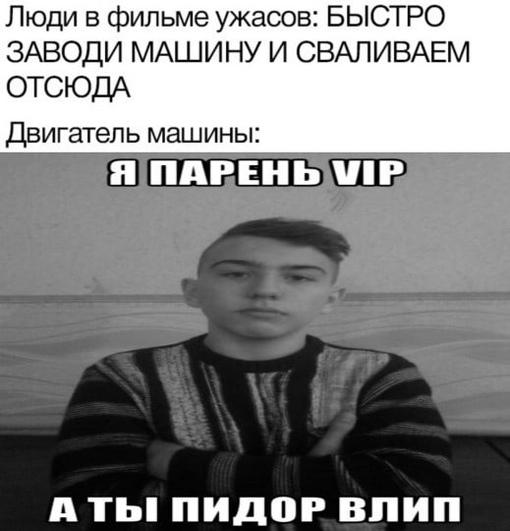 Люди в фильме ужасов: БЫСТРО
ЗАВОДИ МАШИНУ И СВАЛИВАЕМ
ОТСЮДА
Двигатель машины:
Я ПАРЕНЬ VIP
А ТЫ ПИДОР ВЛИП